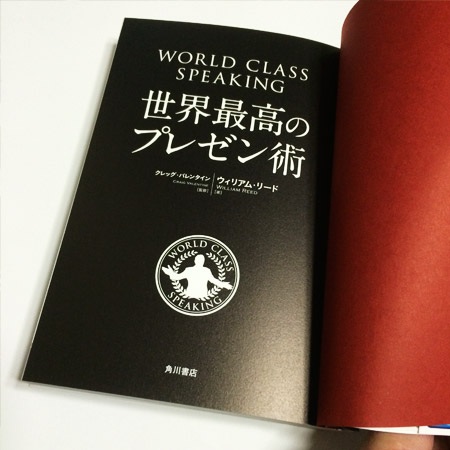 WORLD CLASS
SPEAKING
世界最高の
プレゼン術
クレッグ・バレンタイン
CRAIG VALENTINE
[監修]
ウィリアム・リード
WILLIAM REED
[著]
WORLD CLASS
SPEAKING
角川書店